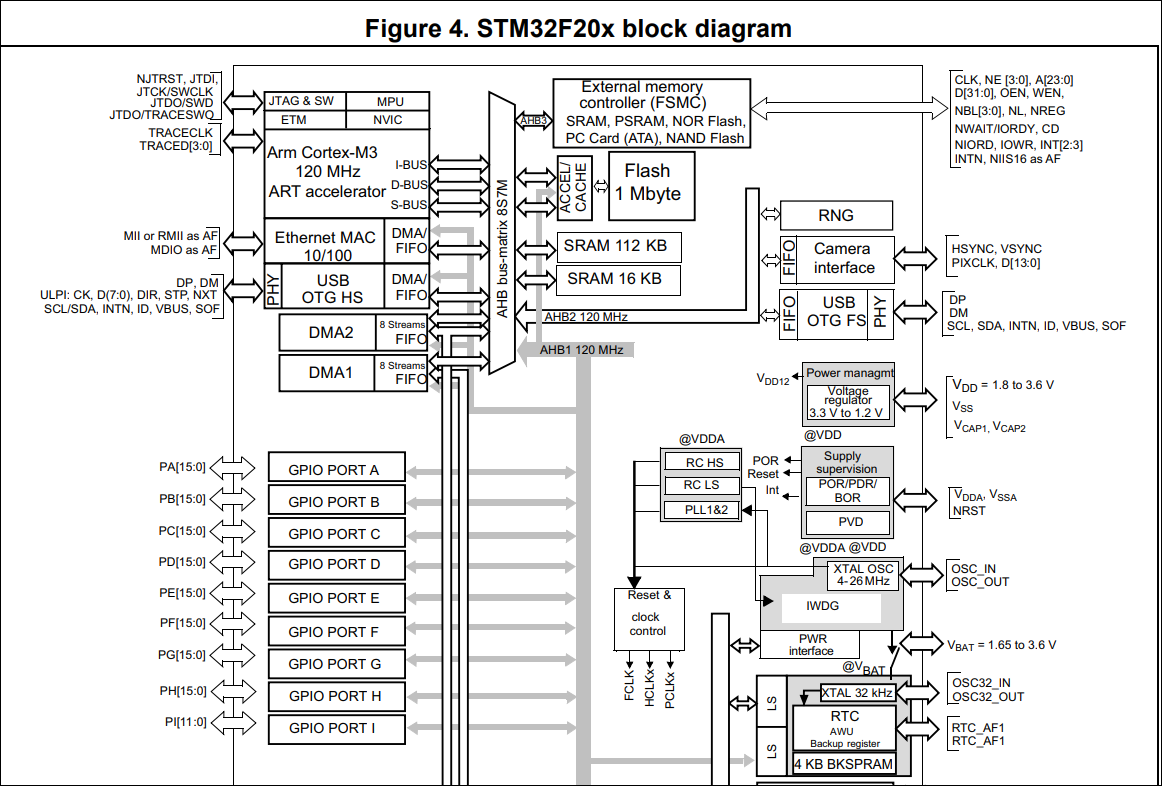 Figure 4. STM32F20x block diagram
NJTRST, JTDI,
JTCK/SWCLK
JTDO/SWD
JTDO/TRACESWO
TRACECLK
TRACED[3:0]
JTAG & SW
MPU
ETM
NVIC
Arm Cortex-M3
120 MHz
ART accelerator
I-BUS
D-BUS
S-BUS
MII or RMII as AF
MDIO as AF
Ethernet MAC
10/100
DMA/
FIFO
DP, DM
ULPI: CK, D(7:0), DIR, STP, NXT
SCL/SDA, INTN, ID, VBUS, SOF
PHY
USB
OTG HS
DMA/
FIFO
DMA2
8 Streams
FIFO
DMA1
8 Streams
FIFO
AHB bus-matrix 8S7M
AHB3
External memory
controller (FSMC)
SRAM, PSRAM, NOR Flash,
PC Card (ATA), NAND Flash
CLK, NE [3:0], A[23:0]
D[31:0], OEN, WEN,
NBL[3:0], NL, NREG
NWAIT/IORDY, CD
NIORD, IOWR, INT[2:3]
INTN, NIIS16 as AF
ACCEL/
CACHE
Flash
1 Mbyte
SRAM 112 KB
SRAM 16 KB
AHB2 120 MHz
AHB1 120 MHz
RNG
FIFO
Camera
interface
HSYNC, VSYNC
PIXCLK, D[13:0]
FIFO
USB
OTG FS
PHY
DP
DM
SCL, SDA, INTN, ID, VBUS, SOF
VDD12
Power managmt
Voltage
regulator
3.3 V to 1.2 V
VDD = 1.8 to 3.6 V
VSS
VCAP1, VCAP2
@VDD
@VDDA
RC HS
RC LS
PLL1&2
POR
Reset
Int
Supply
supervision
POR/PDR/
BOR
PVD
VDDA, VSSA
NRST
@VDDA @VDD
XTAL OSC
4-26 MHz
OSC_IN
OSC_OUT
IWDG
Reset &
clock
control
FCLK
HCLKx
PCLKx
PWR
interface
VBAT = 1.65 to 3.6 V
@VBAT
LS
LS
XTAL 32 kHz
OSC32_IN
OSC32_OUT
RTC
AWU
Backup register
RTC_AF1
RTC_AF1
4 KB BKSPRAM
PA[15:0]
GPIO PORT A
PB[15:0]
GPIO PORT B
PC[15:0]
GPIO PORT C
PD[15:0]
GPIO PORT D
PE[15:0]
GPIO PORT E
PF[15:0]
GPIO PORT F
PG[15:0]
GPIO PORT G
PH[15:0]
GPIO PORT H
PI[11:0]
GPIO PORT I